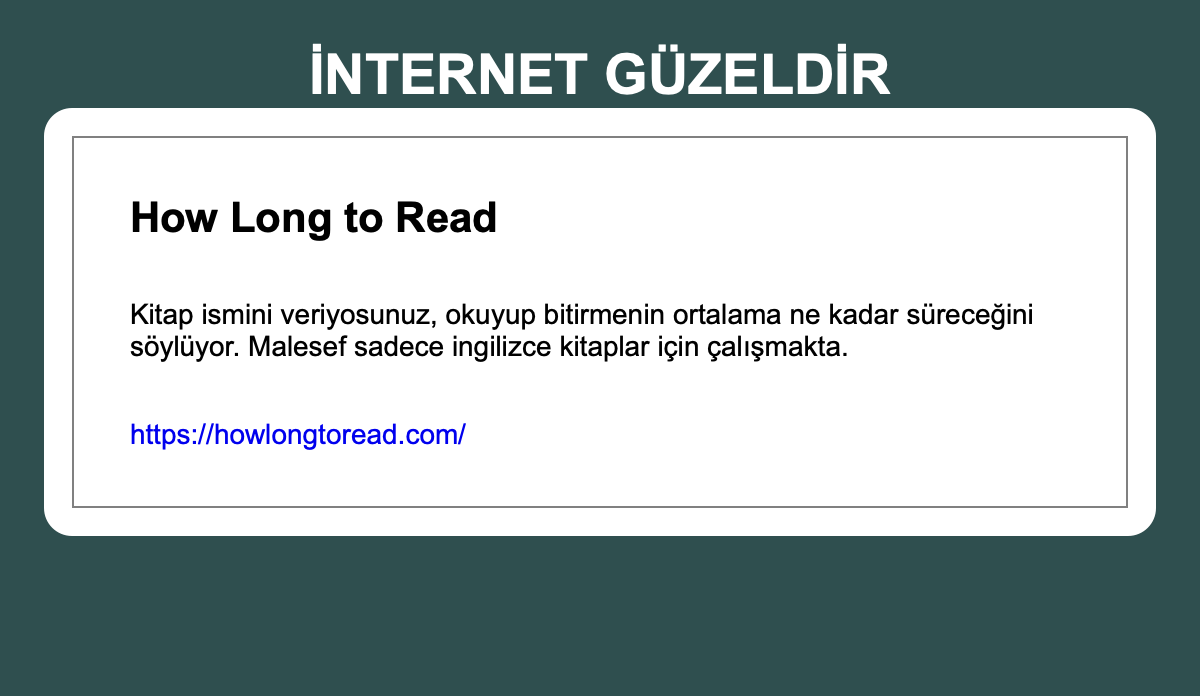 İNTERNET GÜZELDİR
How Long to Read
Kitap ismini veriyosunuz, okuyup bitirmenin ortalama ne kadar süreceğini
söylüyor. Malesef sadece ingilizce kitaplar için çalışmakta.
https://howlongtoread.com/